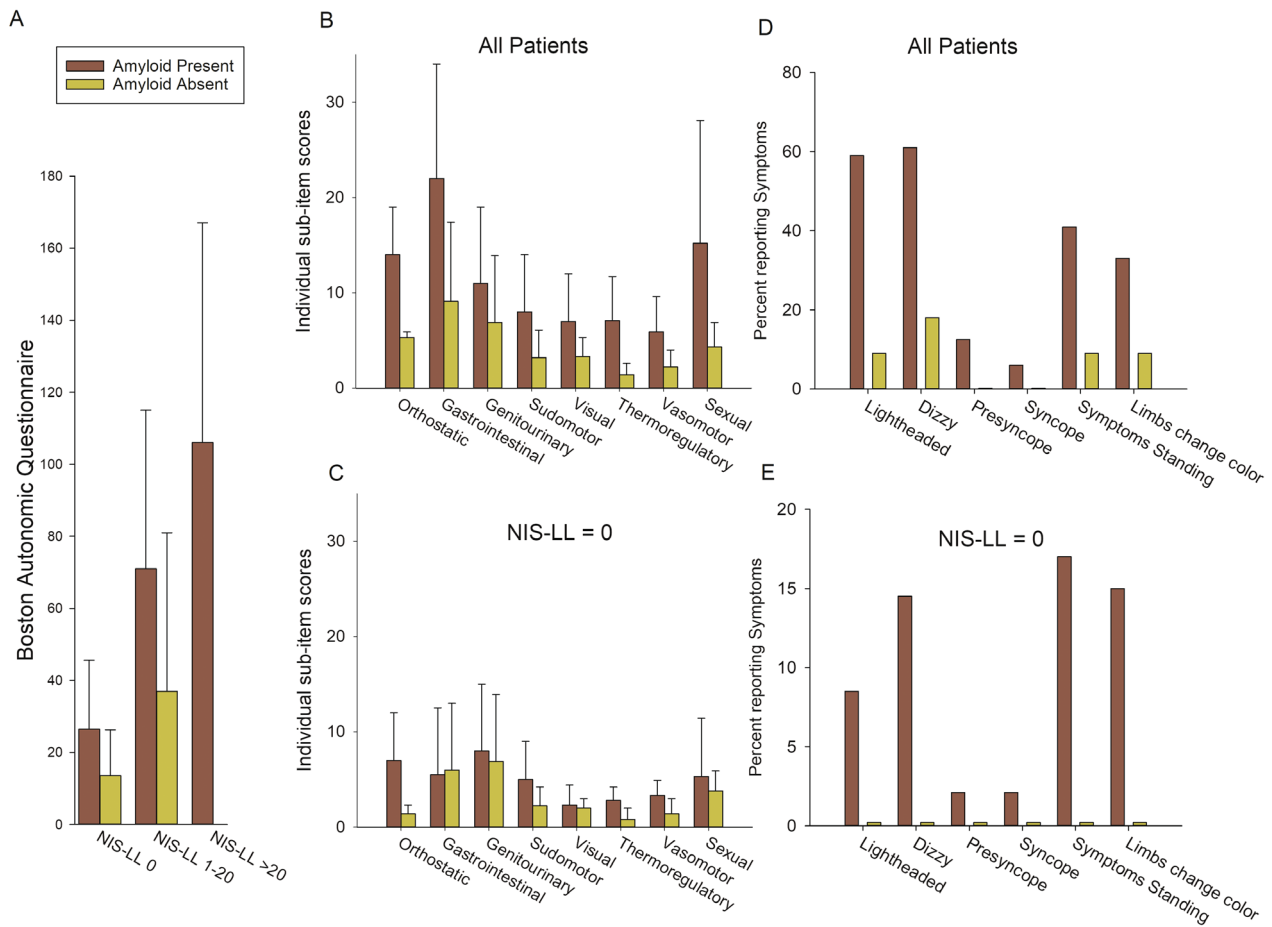 A
Amyloid Present
Amyloid Absent
Boston Autonomic Questionnaire
180
160
140
120
100
80
60
40
20
0
NIS-LL 0
NIS-LL 1-20
NIS-LL >20
B
All Patients
Individual sub-item scores
30
20
10
0
Orthostatic
Gastrointestinal
Genitourinary
Sudomotor
Visual
Thermoregulatory
Vasomotor
Sexual
C
NIS-LL = 0
Individual sub-item scores
30
20
10
0
Orthostatic
Gastrointestinal
Genitourinary
Sudomotor
Visual
Thermoregulatory
Vasomotor
Sexual
D
All Patients
Percent reporting Symptoms
80
60
40
20
0
Lightheaded
Dizzy
Presyncope
Syncope
Symptoms Standing
Limbs change color
E
NIS-LL = 0
Percent reporting Symptoms
20
15
10
5
0
Lightheaded
Dizzy
Presyncope
Syncope
Symptoms Standing
Limbs change color